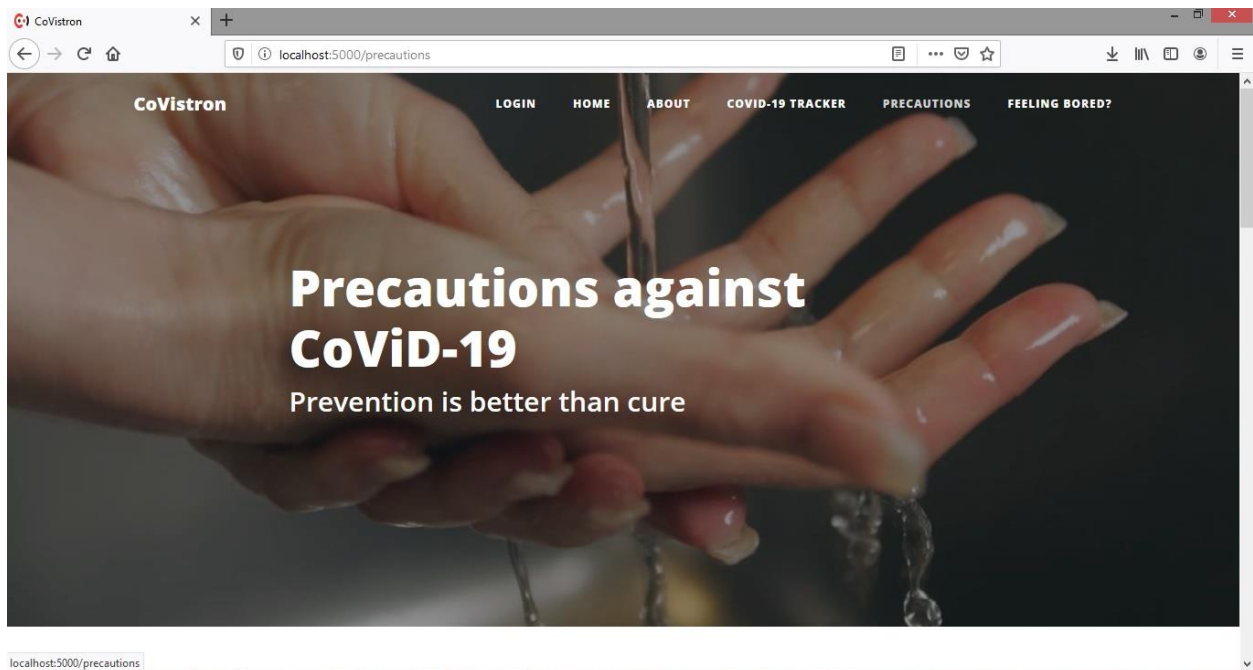 CoVistron
localhost:5000/precautions
CoVistron LOGIN HOME ABOUT COVID-19 TRACKER PRECAUTIONS FEELING BORED?
Precautions against
CoViD-19
Prevention is better than cure
localhost:5000/precautions